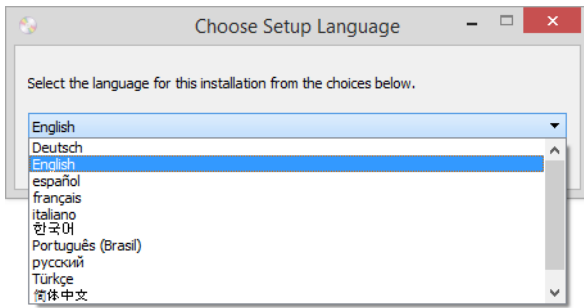 Choose Setup Language
Select the language for this installation from the choices below.
English
Deutsch
English
español
français
italiano
한국어
Português (Brasil)
русский
Türkçe
简体中文